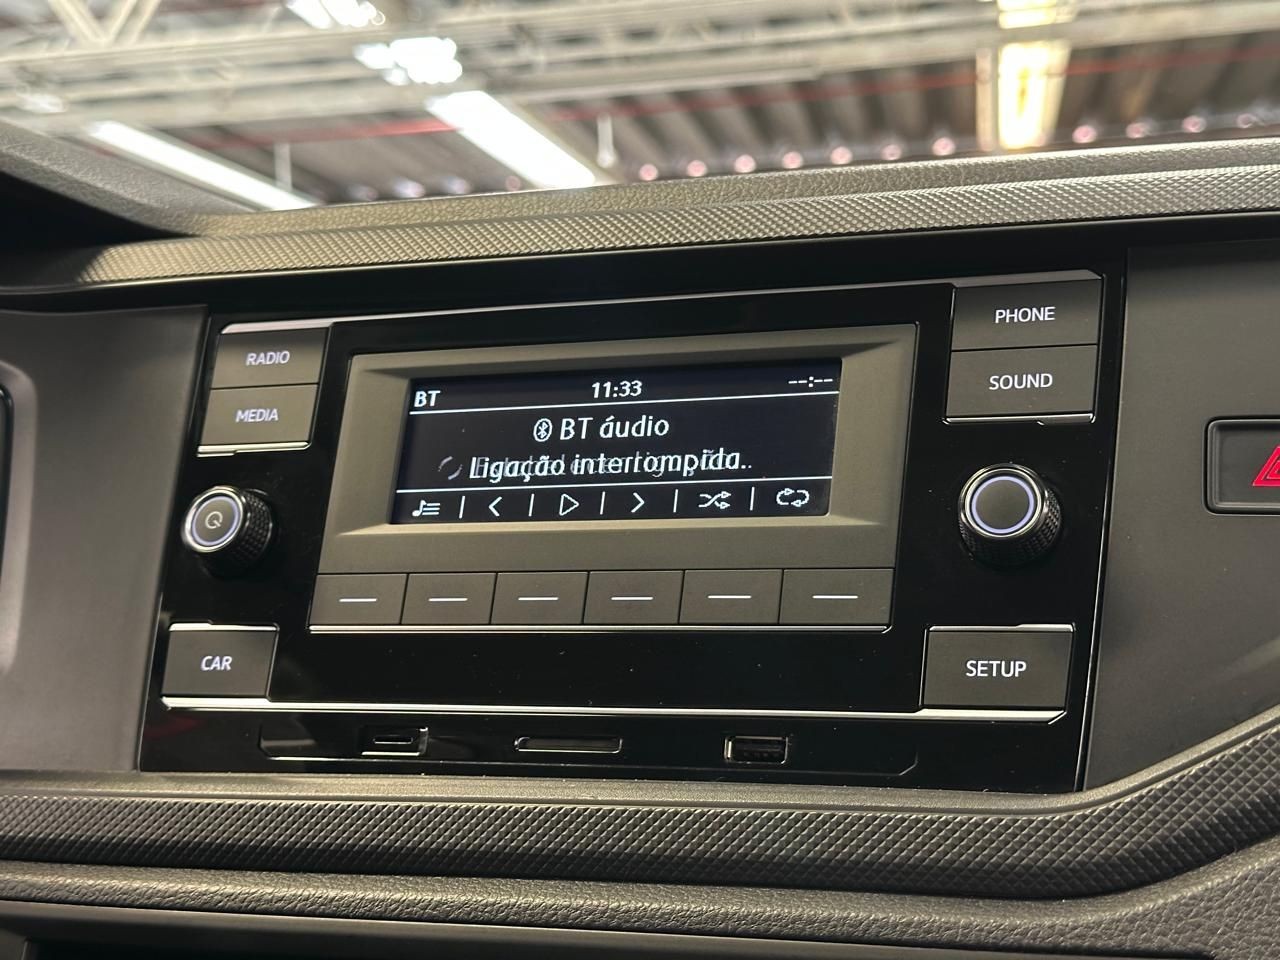 RADIO
MEDIA
PHONE
SOUND
BT 11:33 --:--
BT áudio
Ligação interrompida.
CAR
SETUP